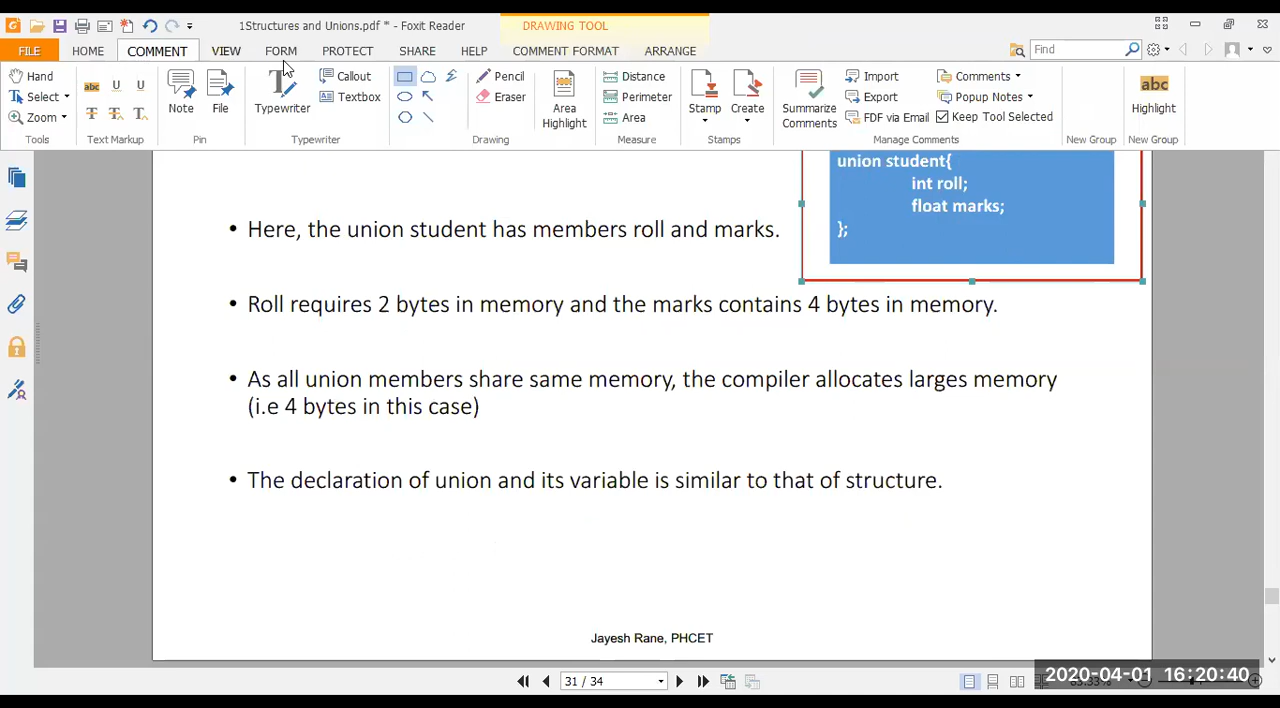 1Structures and Unions.pdf * - Foxit Reader
DRAWING TOOL
FILE HOME COMMENT VIEW FORM PROTECT SHARE HELP COMMENT FORMAT ARRANGE
Find
Hand
Select
Zoom
Tools
abc U U
T T T
Text Markup
Note
File
Pin
Typewriter
Callout
Textbox
Typewriter
Pencil
Eraser
Drawing
Area
Highlight
Distance
Perimeter
Area
Measure
Stamp
Create
Stamps
Summarize
Comments
Import
Export
FDF via Email
Comments
Popup Notes
Keep Tool Selected
Manage Comments
New Group
abc
Highlight
New Group
union student{
int roll;
float marks;
};
• Here, the union student has members roll and marks.
• Roll requires 2 bytes in memory and the marks contains 4 bytes in memory.
• As all union members share same memory, the compiler allocates larges memory
(i.e 4 bytes in this case)
• The declaration of union and its variable is similar to that of structure.
Jayesh Rane, PHCET
31 / 34
2020-04-01 16:20:40